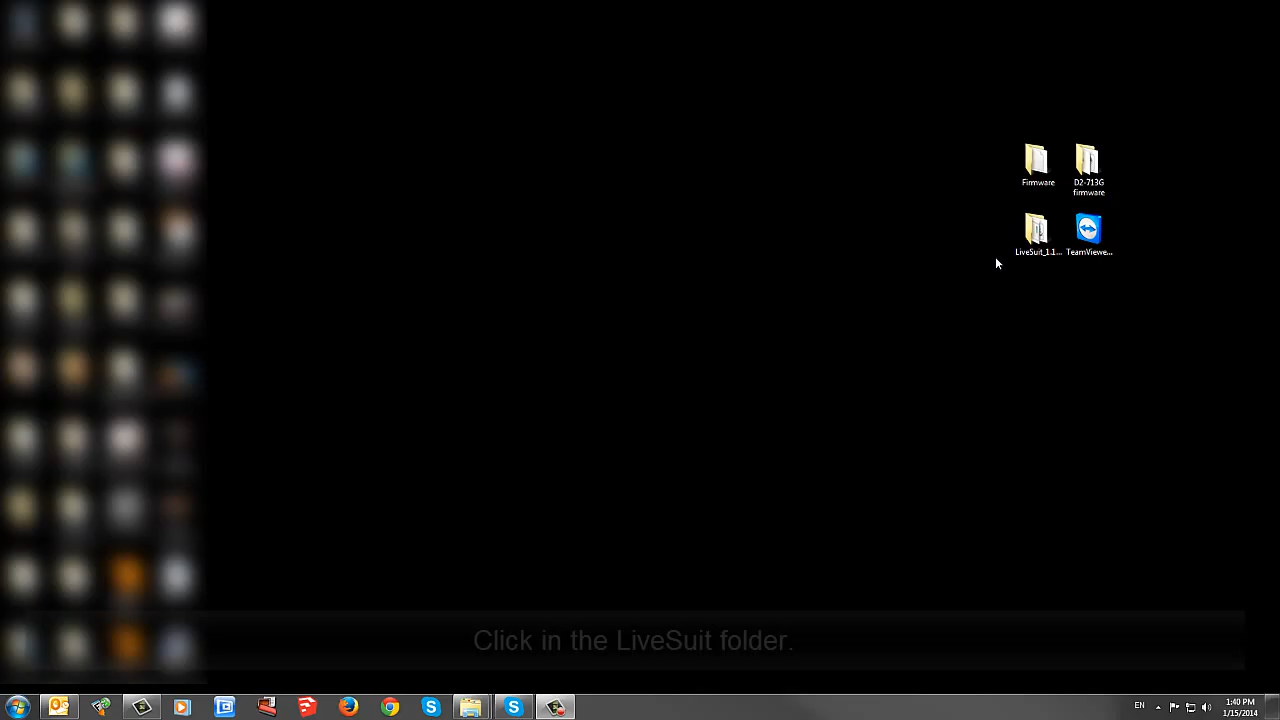 Firmware
D2-713G
firmware
LiveSuit_1.1...
TeamViewe...
Click in the LiveSuit folder.
EN
1:40 PM
1/15/2014